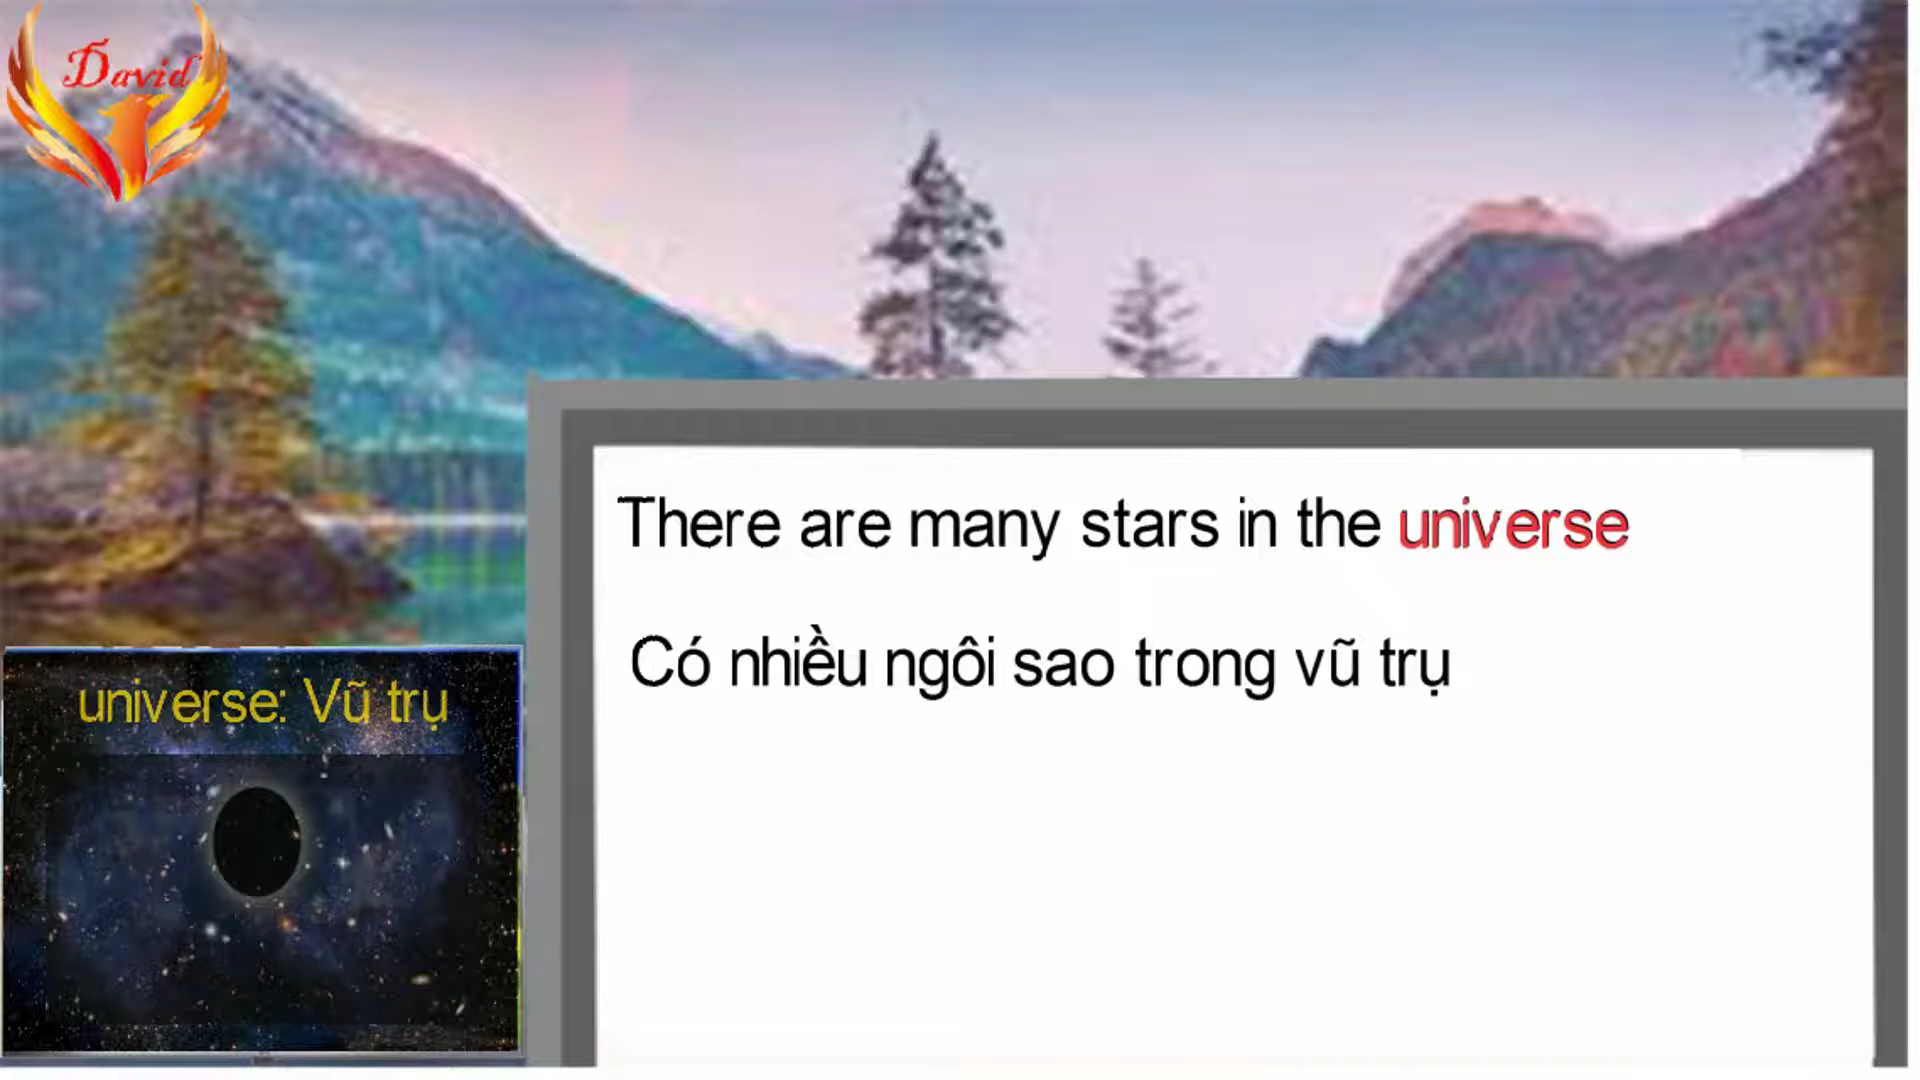 David
There are many stars in the universe
Có nhiều ngôi sao trong vũ trụ
universe: Vũ trụ